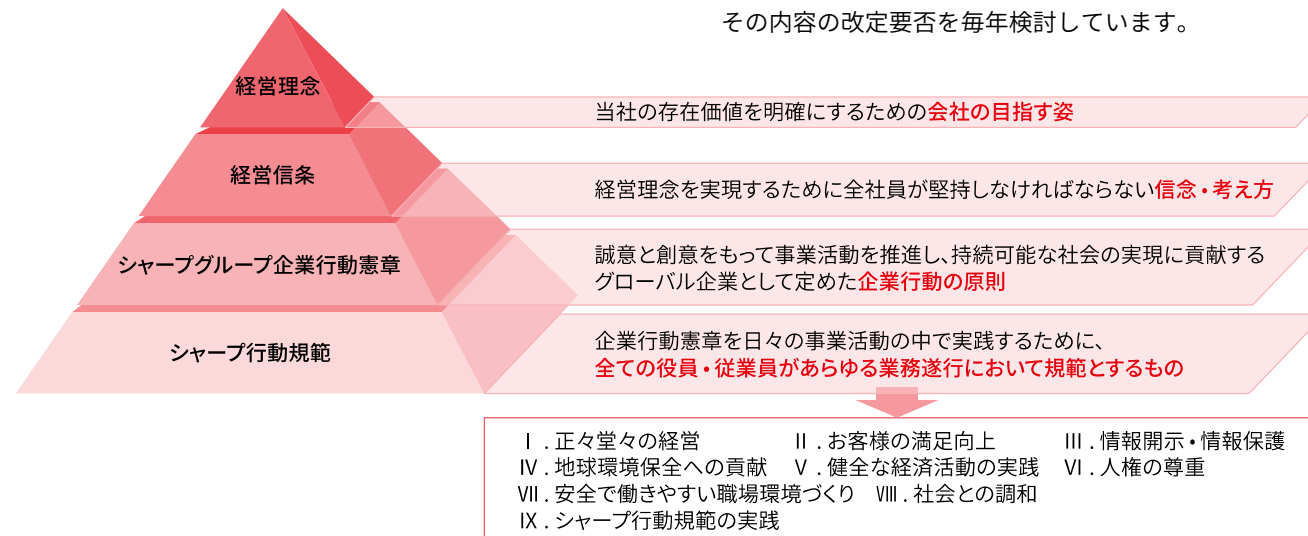 その内容の改定要否を毎年検討しています。
経営理念
当社の存在価値を明確にするための会社の目指す姿
経営信条
経営理念を実現するために全社員が堅持しなければならない信念・考え方
シャープグループ企業行動憲章
誠意と創意をもって事業活動を推進し、持続可能な社会の実現に貢献する
グローバル企業として定めた企業行動の原則
シャープ行動規範
企業行動憲章を日々の事業活動の中で実践するために、
全ての役員・従業員があらゆる業務遂行において規範とするもの
Ⅰ．正々堂々の経営 Ⅱ．お客様の満足向上 Ⅲ．情報開示・情報保護
Ⅳ．地球環境保全への貢献 Ⅴ．健全な経済活動の実践 Ⅵ．人権の尊重
Ⅶ．安全で働きやすい職場環境づくり Ⅷ．社会との調和
Ⅸ．シャープ行動規範の実践